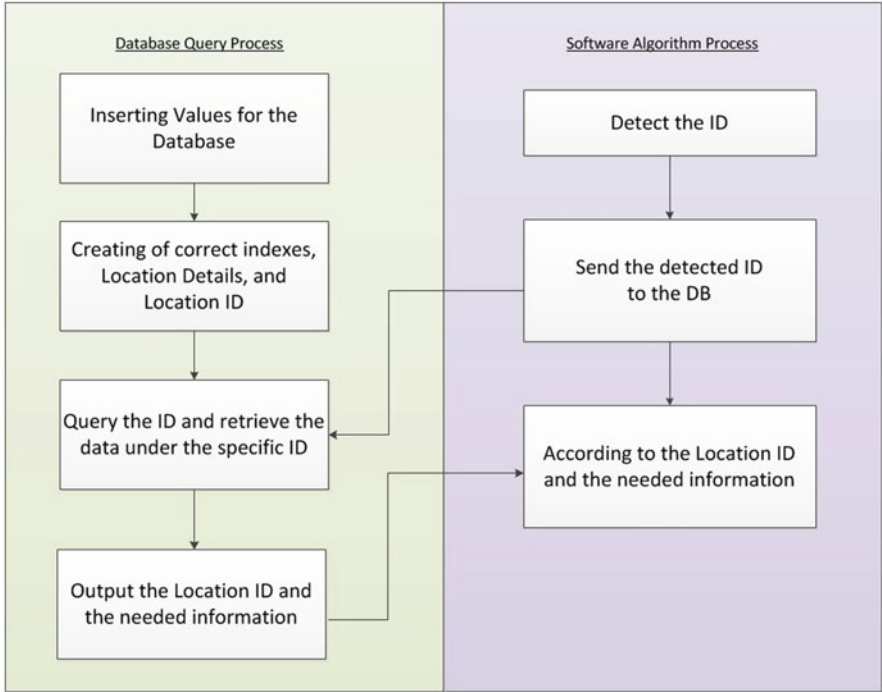 Database Query Process
Inserting Values for the
Database
Creating of correct indexes,
Location Details, and
Location ID
Query the ID and retrieve the
data under the specific ID
Output the Location ID and
the needed information
Software Algorithm Process
Detect the ID
Send the detected ID
to the DB
According to the Location ID
and the needed information